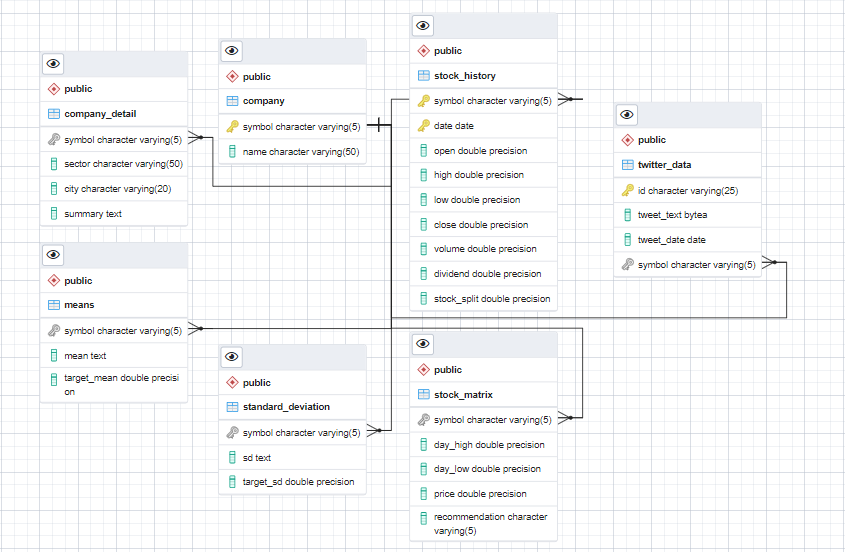 public
company_detail
symbol character varying(5)
sector character varying(50)
city character varying(20)
summary text
public
company
symbol character varying(5)
name character varying(50)
public
stock_history
symbol character varying(5)
date date
open double precision
high double precision
low double precision
close double precision
volume double precision
dividend double precision
stock_split double precision
public
twitter_data
id character varying(25)
tweet_text bytea
tweet_date date
symbol character varying(5)
public
means
symbol character varying(5)
mean text
target_mean double precisi
on
public
standard_deviation
symbol character varying(5)
sd text
target_sd double precision
public
stock_matrix
symbol character varying(5)
day_high double precision
day_low double precision
price double precision
recommendation character
varying(5)